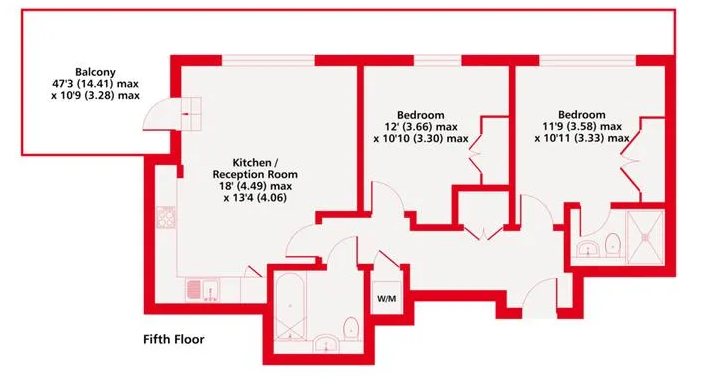 Balcony
47'3 (14.41) max
x 10'9 (3.28) max
Bedroom
12' (3.66) max
x 10'10 (3.30) max
Bedroom
11'9 (3.58) max
x 10'11 (3.33) max
Kitchen /
Reception Room
18' (4.49) max
x 13'4 (4.06)
W/M
Fifth Floor